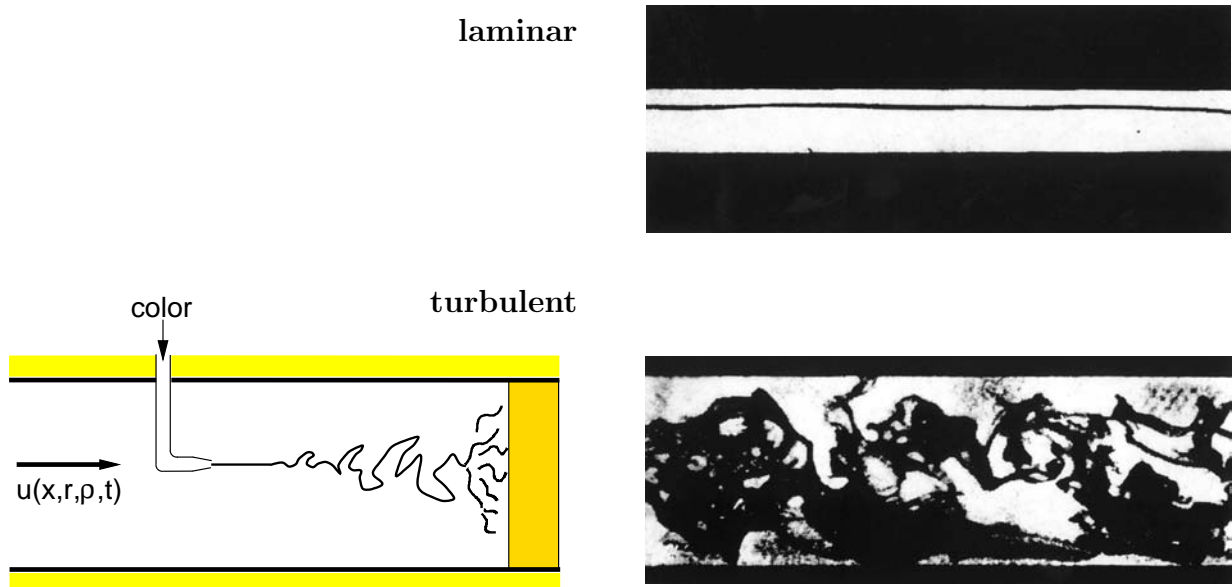 laminar
turbulent
color
u(x,r,ρ,t)